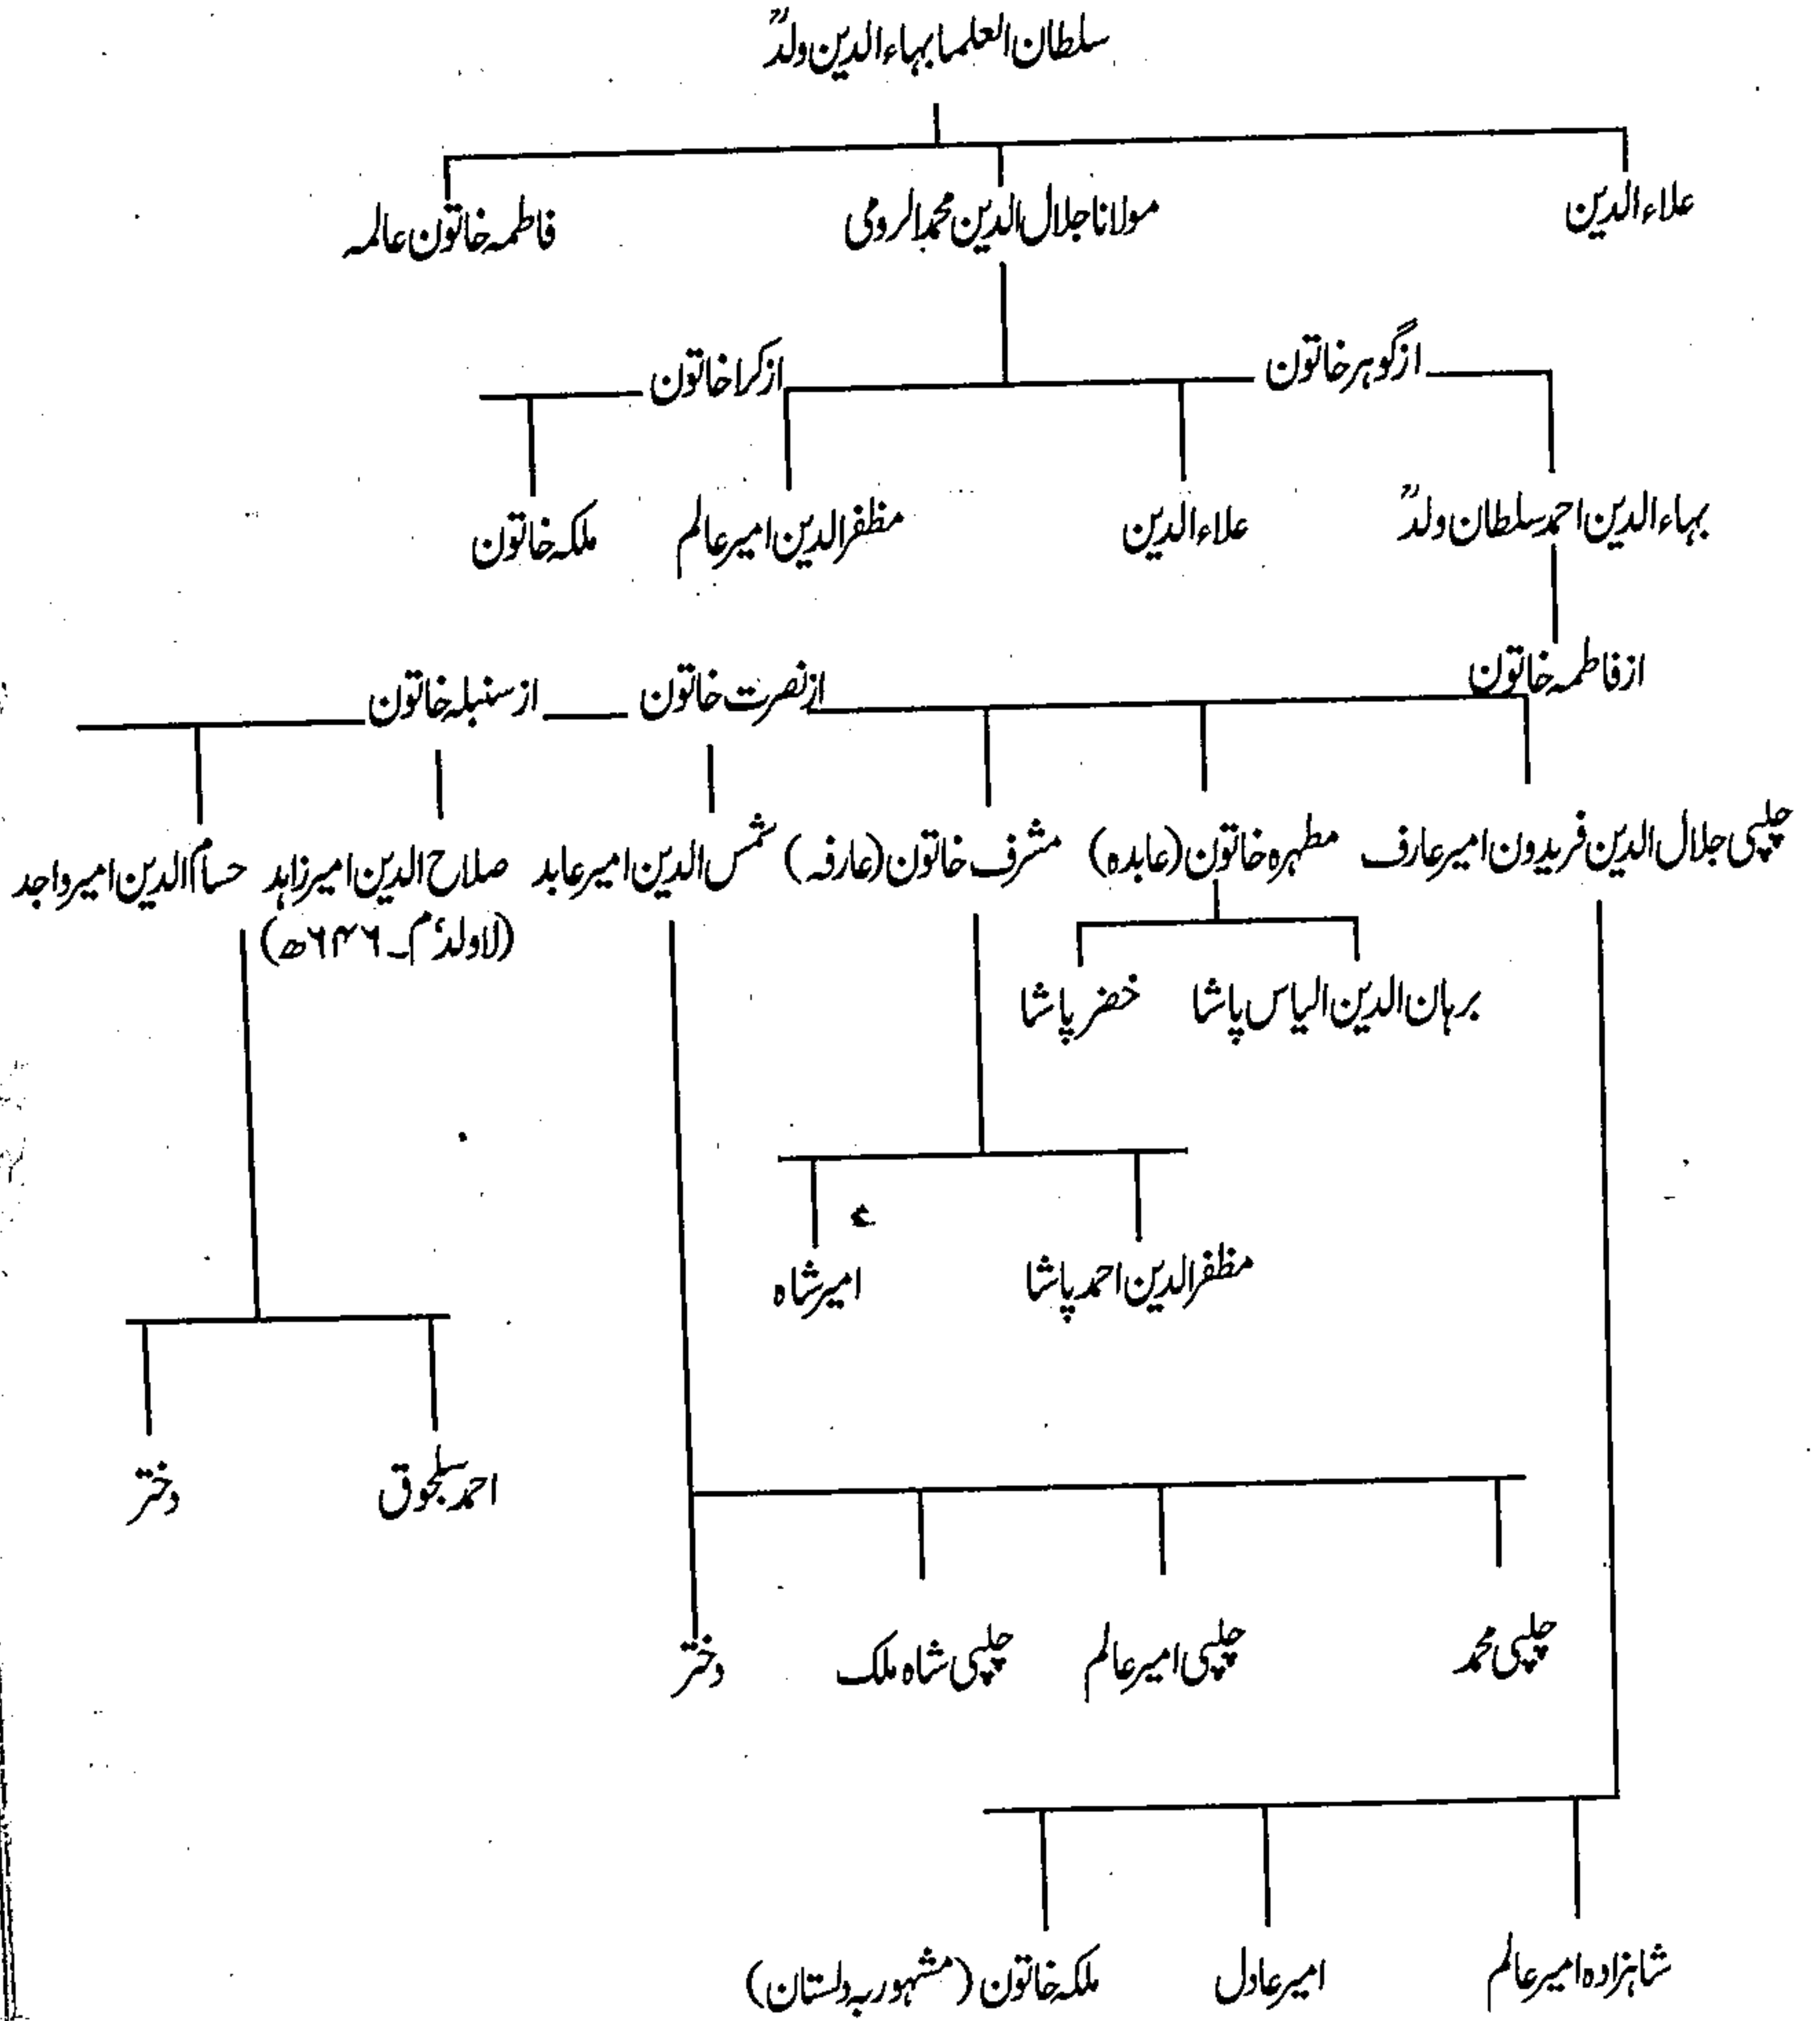 سلطان العلما بہاء الدین ولدؒ
علاء الدین مولانا جلال الدین محمد الرومی فاطمہ خاتون عالمہ
از گوہر خاتون از کرا خاتون
بہاء الدین احمد سلطان ولدؒ علاء الدین مظفر الدین امیر عالم ملکہ خاتون
از فاطمہ خاتون از نصرت خاتون از سنبلہ خاتون
چلپی جلال الدین فریدون امیر عارف مطہرہ خاتون (عابدہ) مشرف خاتون (عارفہ) شمس الدین امیر عابد صلاح الدین امیر زاہد حسام الدین امیر واجد
(لاولد، م۔ ۶۴۶ھ)
برہان الدین الیاس پاشا خضر پاشا
مظفر الدین احمد پاشا امیر شاہ
احمد سلجوق دختر
چلپی محمد چلپی امیر عالم چلپی شاہ ملک دختر
شاہزادہ امیر عالم امیر عادل ملکہ خاتون (مشہور بہ دلستان)